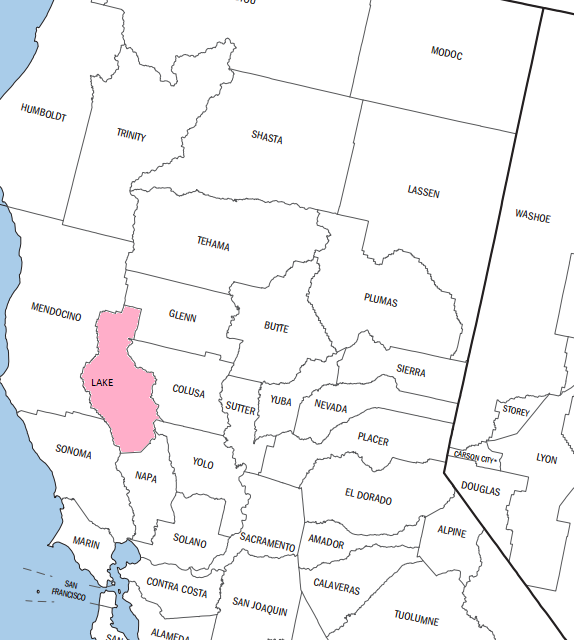 OU
MODOC
HUMBOLDT
TRINITY
SHASTA
LASSEN
WASHOE
TEHAMA
PLUMAS
MENDOCINO
GLENN
BUTTE
SIERRA
LAKE
COLUSA
SUTTER
YUBA
NEVADA
STOREY
PLACER
SONOMA
NAPA
YOLO
CARSON CITY*
LYON
EL DORADO
DOUGLAS
MARIN
SOLANO
SACRAMENTO
AMADOR
ALPINE
SAN
FRANCISCO
CONTRA COSTA
CALAVERAS
SAN JOAQUIN
TUOLUMNE
SAN
ALAMEDA